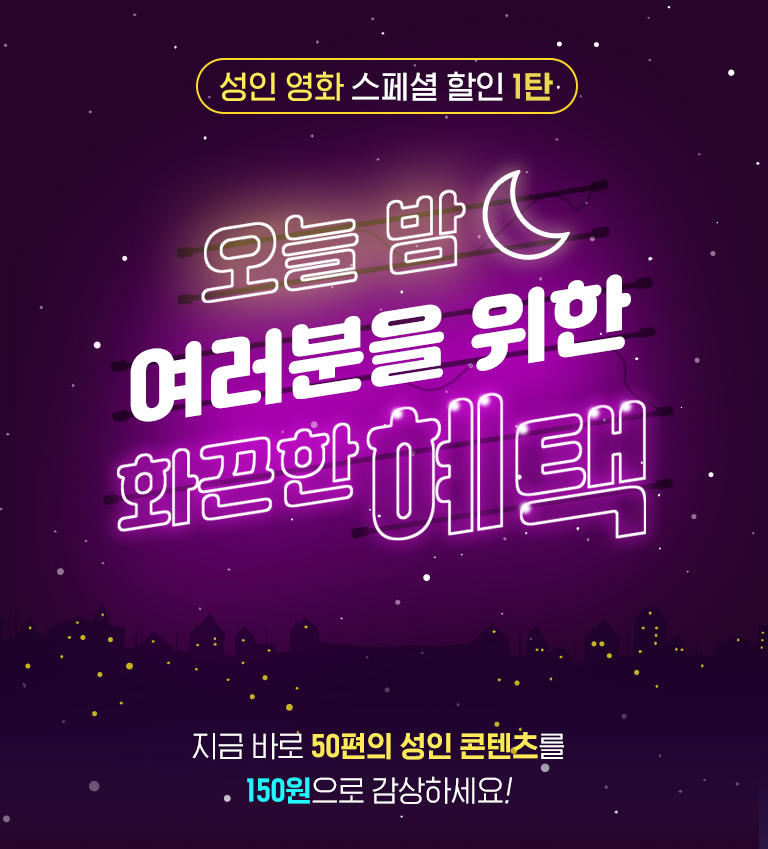 성인 영화 스페셜 할인 1탄
오늘 밤
여러분을 위한
화끈한 혜택
지금 바로 50편의 성인 콘텐츠를
150원으로 감상하세요!